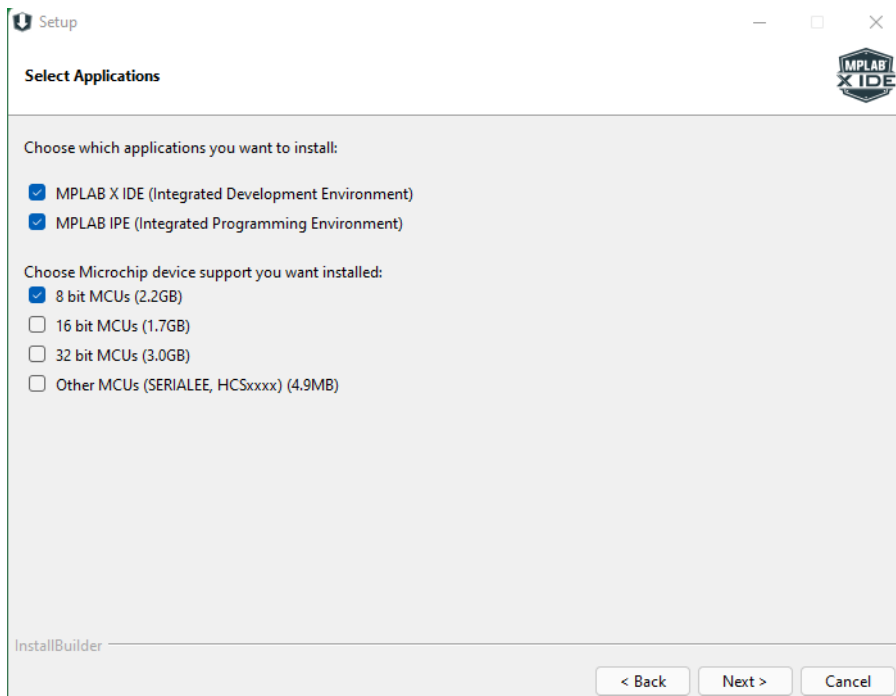 Setup
Select Applications
MPLAB
X IDE
Choose which applications you want to install:
MPLAB X IDE (Integrated Development Environment)
MPLAB IPE (Integrated Programming Environment)
Choose Microchip device support you want installed:
8 bit MCUs (2.2GB)
16 bit MCUs (1.7GB)
32 bit MCUs (3.0GB)
Other MCUs (SERIALEE, HCSxxxx) (4.9MB)
InstallBuilder
< Back
Next >
Cancel